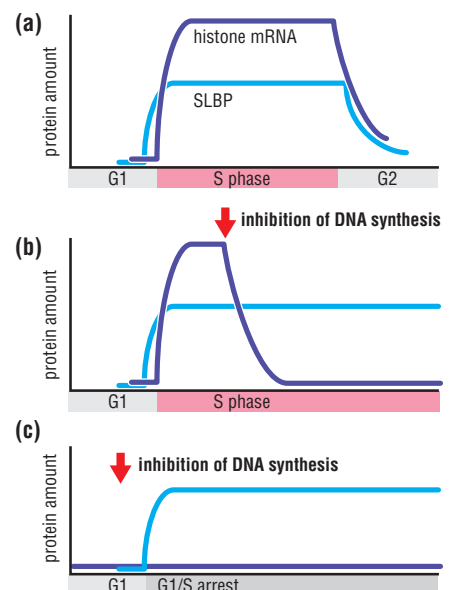 (a)
protein amount
histone mRNA
SLBP
G1 S phase G2
inhibition of DNA synthesis
(b)
protein amount
G1 S phase
(c)
inhibition of DNA synthesis
protein amount
G1 G1/S arrest